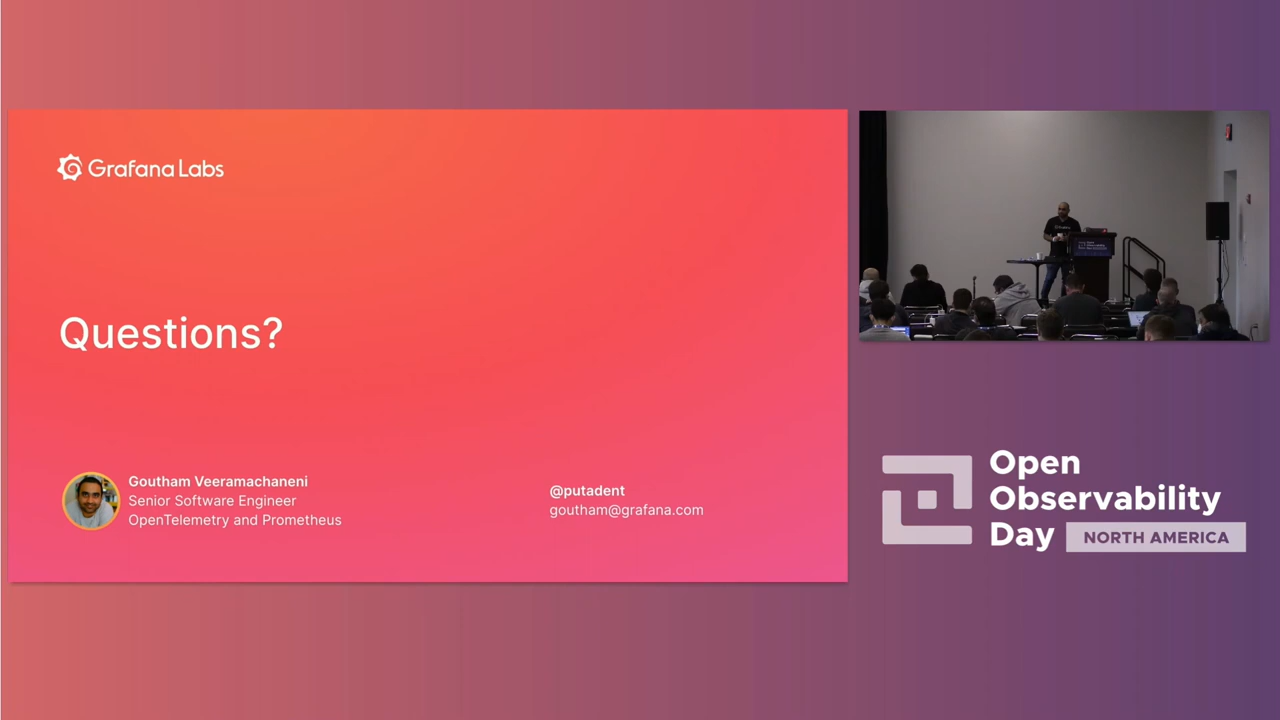 Grafana Labs
Questions?
Goutham Veeramachaneni
Senior Software Engineer
OpenTelemetry and Prometheus
@putadent
goutham@grafana.com
Open
Observability
Day
NORTH AMERICA